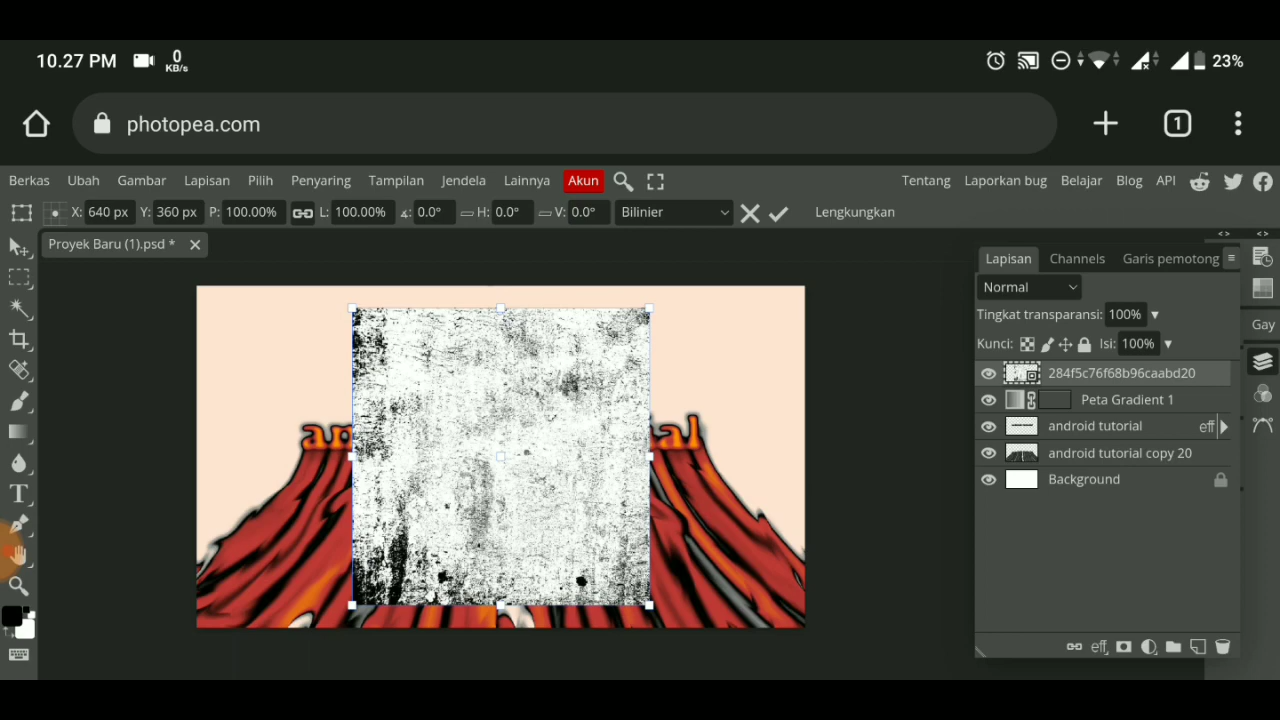 10.27 PM 0 KB/s 23%
photopea.com 1
Berkas Ubah Gambar Lapisan Pilih Penyaring Tampilan Jendela Lainnya Akun Tentang Laporkan bug Belajar Blog API
X: 640 px Y: 360 px P: 100.00% L: 100.00% 0.0° H: 0.0° V: 0.0° Bilinier Lengkungkan
Proyek Baru (1).psd *
Lapisan Channels Garis pemotong
Normal
Tingkat transparansi: 100%
Kunci: Isi: 100%
284f5c76f68b96caabd20
Peta Gradient 1
android tutorial eff
android tutorial copy 20
Background
Gay
an al
eff